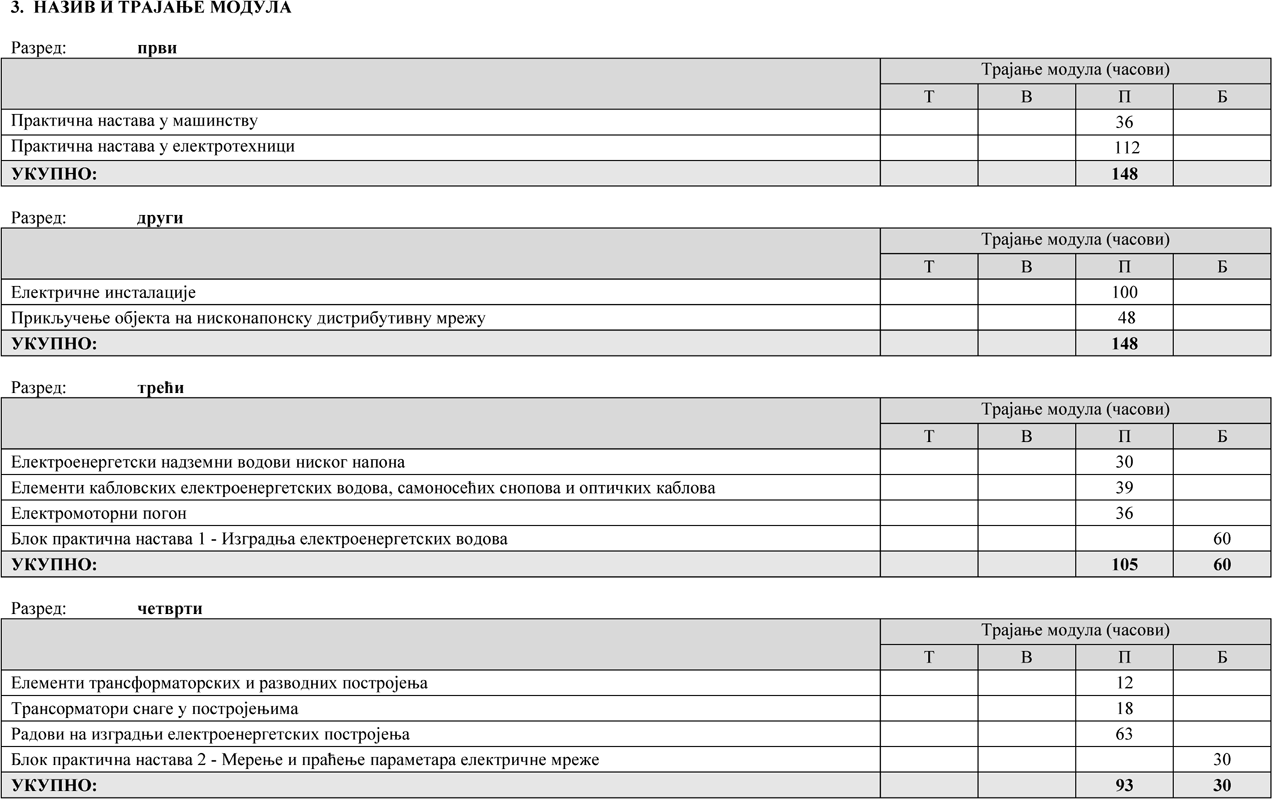 3. НАЗИВ И ТРАЈАЊЕ МОДУЛА
Разред: први
Трајање модула (часови)
Т В П Б
Практична настава у машинству 36
Практична настава у електротехници 112
УКУПНО: 148
Разред: други
Трајање модула (часови)
Т В П Б
Електричне инсталације 100
Прикључење објекта на нисконапонску дистрибутивну мрежу 48
УКУПНО: 148
Разред: трећи
Трајање модула (часови)
Т В П Б
Електроенергетски надземни водови ниског напона 30
Елементи кабловских електроенергетских водова, самоносећих снопова и оптичких каблова 39
Електромоторни погон 36
Блок практична настава 1 - Изградња електроенергетских водова 60
УКУПНО: 105 60
Разред: четврти
Трајање модула (часови)
Т В П Б
Елементи трансформаторских и разводних постројења 12
Трансорматори снаге у постројењима 18
Радови на изградњи електроенергетских постројења 63
Блок практична настава 2 - Мерење и праћење параметара електричне мреже 30
УКУПНО: 93 30